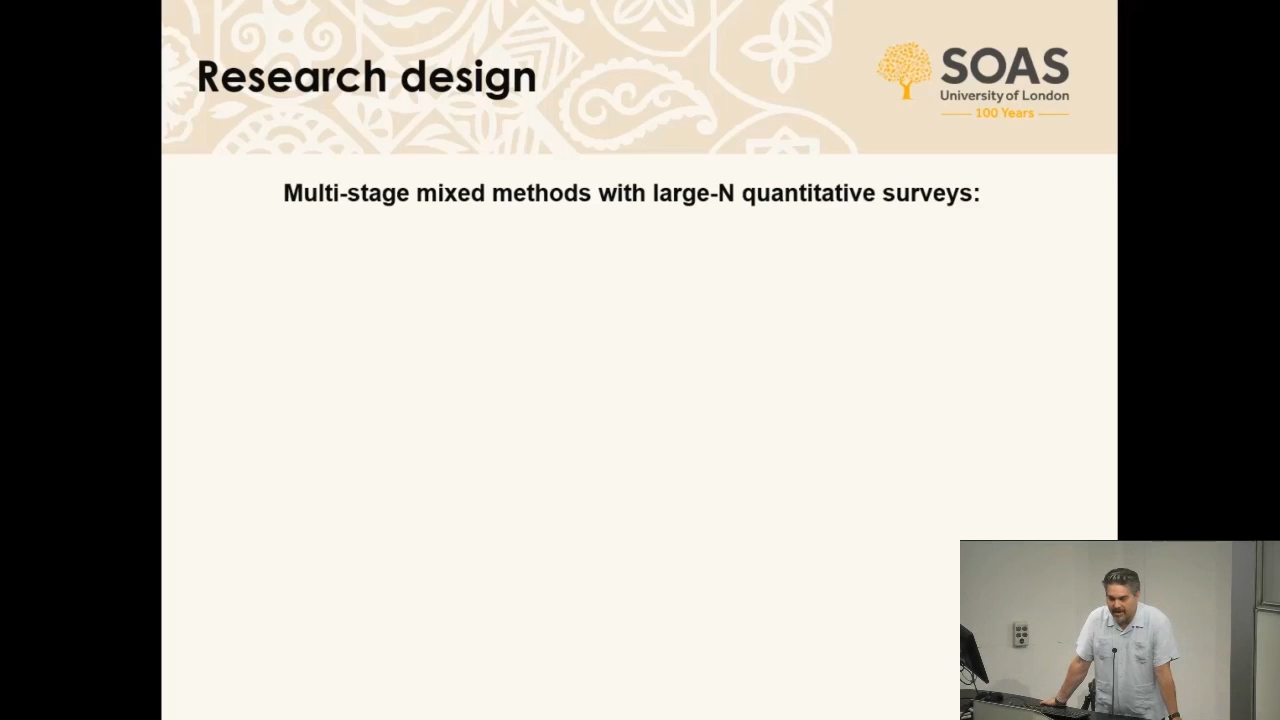 Research design
SOAS
University of London
100 Years
Multi-stage mixed methods with large-N quantitative surveys: